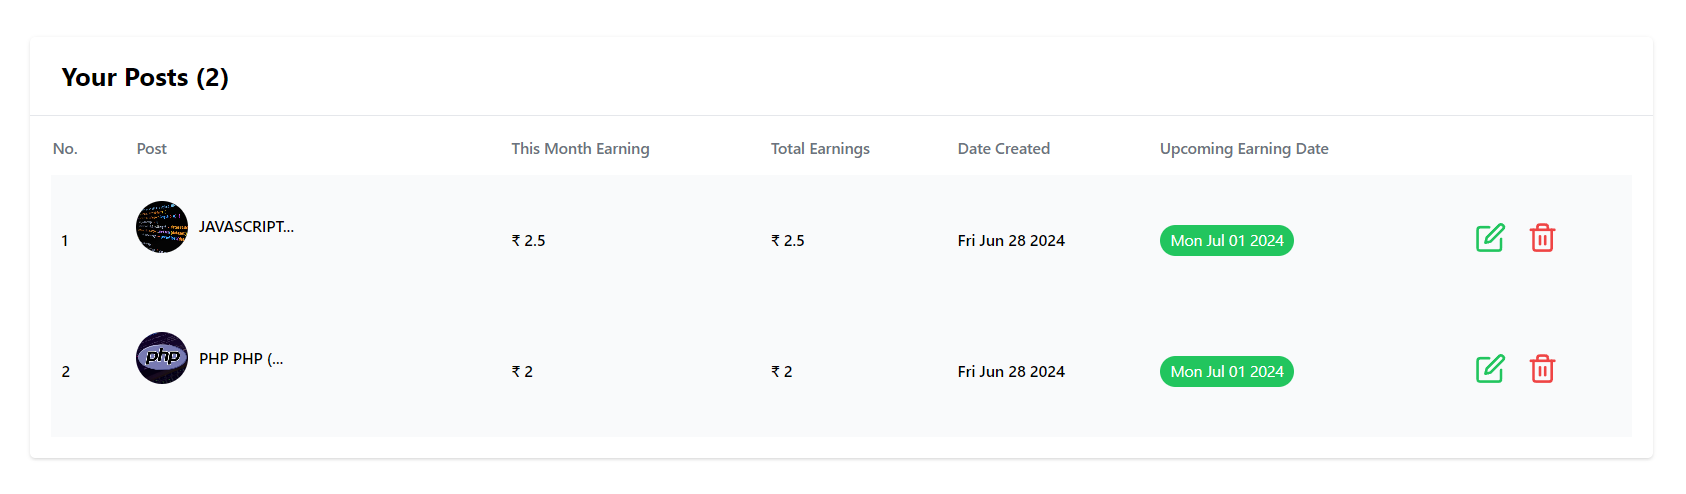 Your Posts (2)
No. Post This Month Earning Total Earnings Date Created Upcoming Earning Date
JAVASCRIPT...
1 ₹ 2.5 ₹ 2.5 Fri Jun 28 2024 Mon Jul 01 2024
php PHP PHP (...
2 ₹ 2 ₹ 2 Fri Jun 28 2024 Mon Jul 01 2024